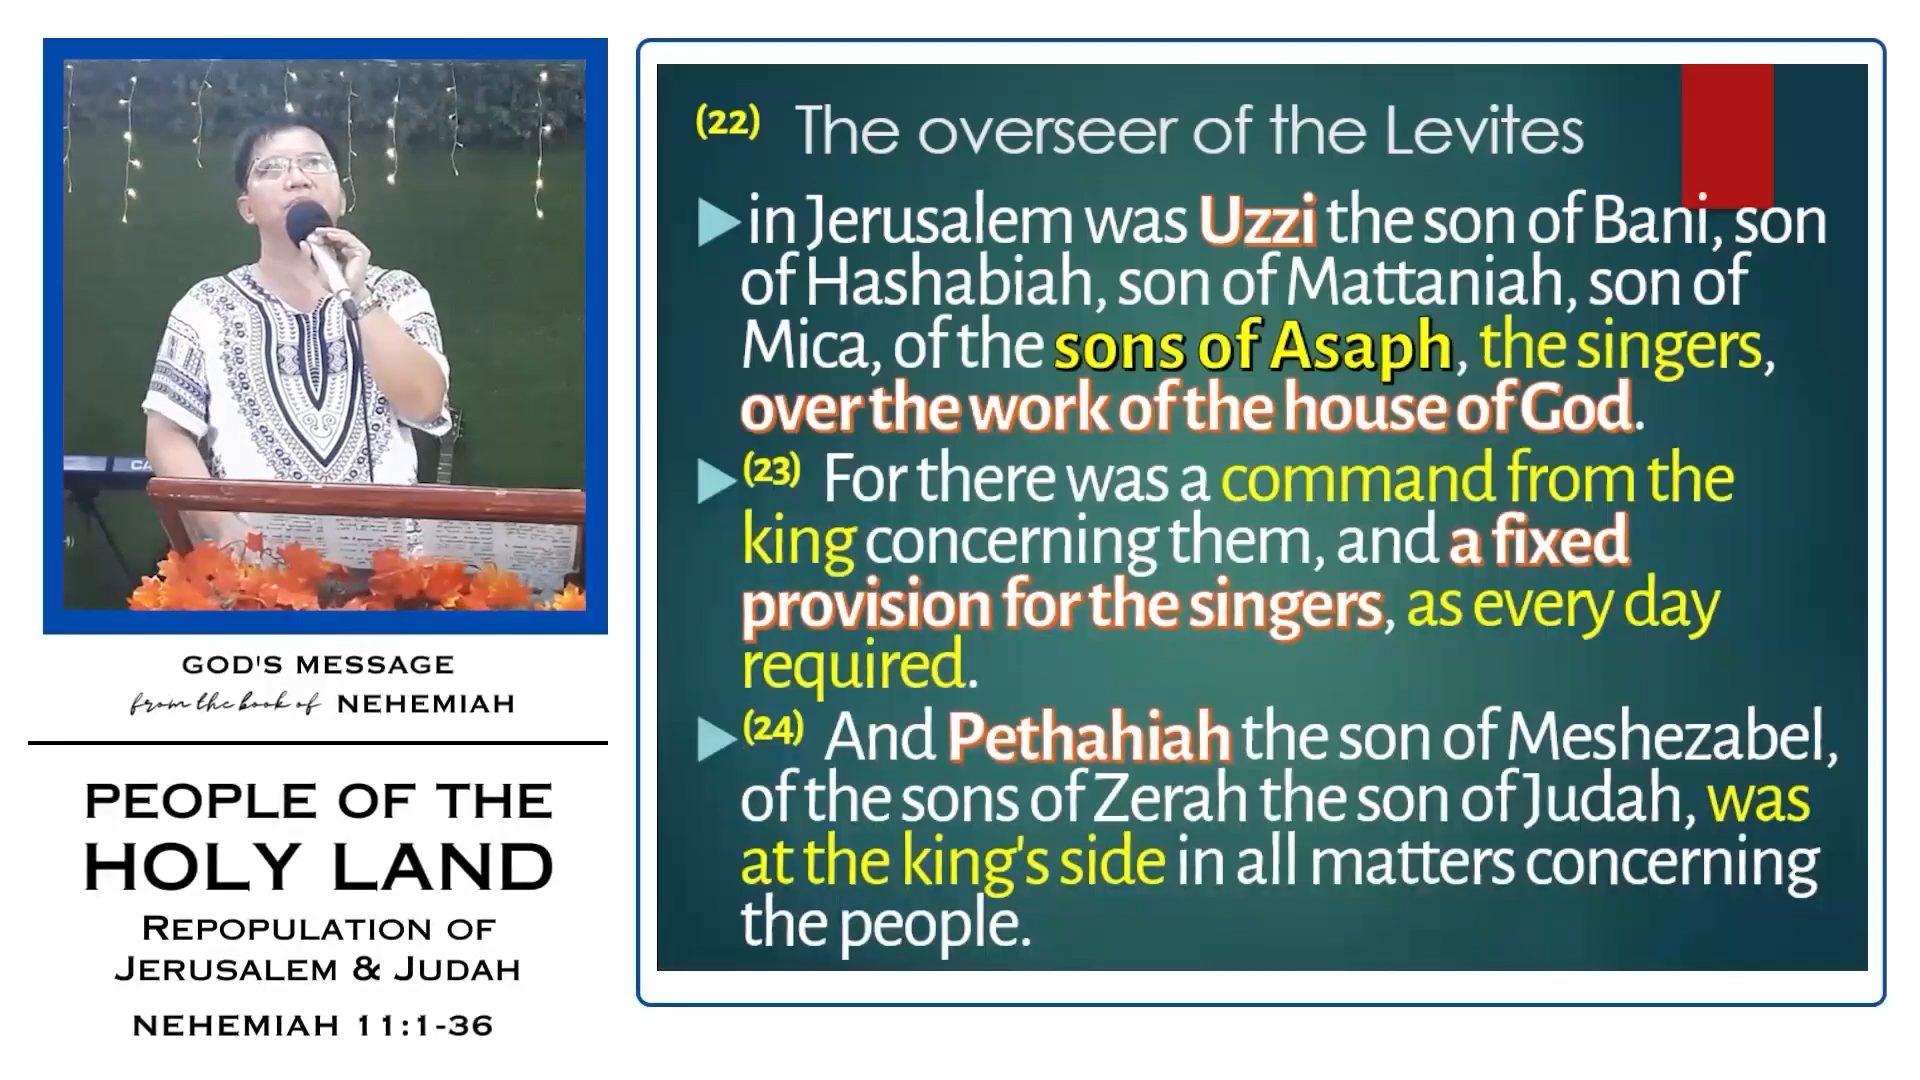 GOD'S MESSAGE
from the book of NEHEMIAH
PEOPLE OF THE
HOLY LAND
REPOPULATION OF
JERUSALEM & JUDAH
NEHEMIAH 11:1-36
(22) The overseer of the Levites
in Jerusalem was Uzzi the son of Bani, son
of Hashabiah, son of Mattaniah, son of
Mica, of the sons of Asaph, the singers,
over the work of the house of God.
(23) For there was a command from the
king concerning them, and a fixed
provision for the singers, as every day
required.
(24) And Pethahiah the son of Meshezabel,
of the sons of Zerah the son of Judah, was
at the king's side in all matters concerning
the people.